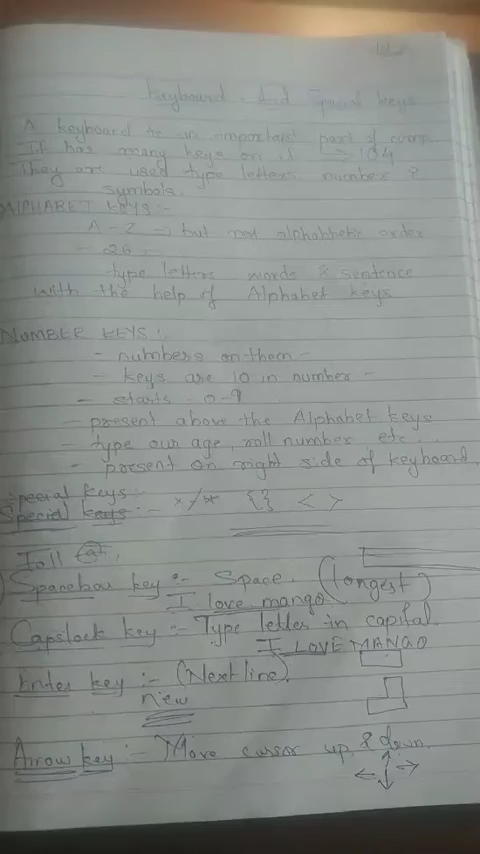 Keyboard And Special Keys
A keyboard is an important part of comp
It has many keys on it → 104
They are used type letters number &
symbols.
ALPHABET KEYS :-
A - Z → but not alphabhetic order
- 26
type letters words & sentence
with the help of Alphabet keys
NUMBER KEYS :-
- numbers on them -
- keys are 10 in number -
- starts - 0-9
- present above the Alphabet keys
- type our age, roll number etc.
- present on right side of keyboard.
Special Keys :-
Special keys :- * / { } < >
Spacebar key :- Space. (longest)
I love mango
Capslock key :- Type letter in capital.
I LOVE MANGO
Enter key :- (Next line).
new
Arrow key :- Move cursor up & down.